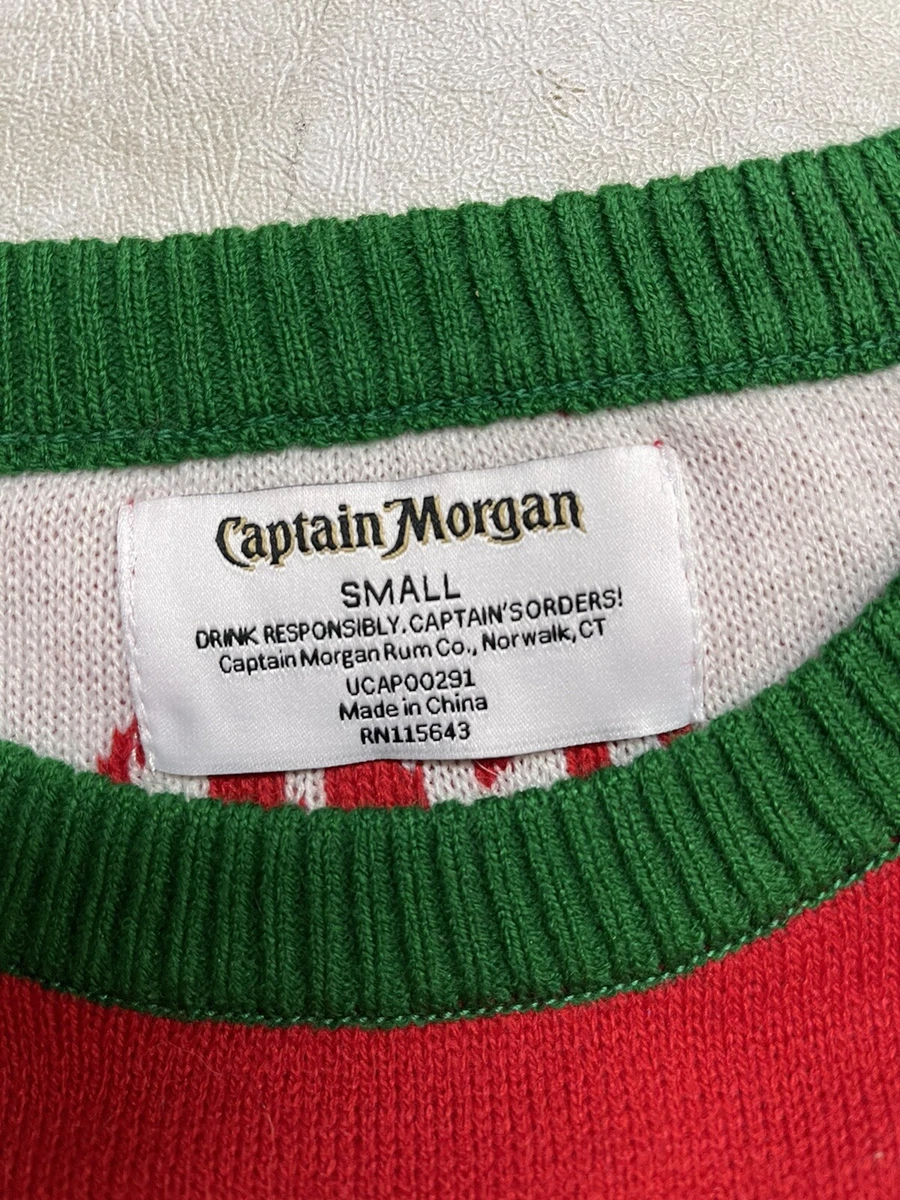 Captain Morgan
SMALL
DRINK RESPONSIBLY. CAPTAIN'S ORDERS!
Captain Morgan Rum Co., Norwalk, CT
UCAP00291
Made in China
RN115643